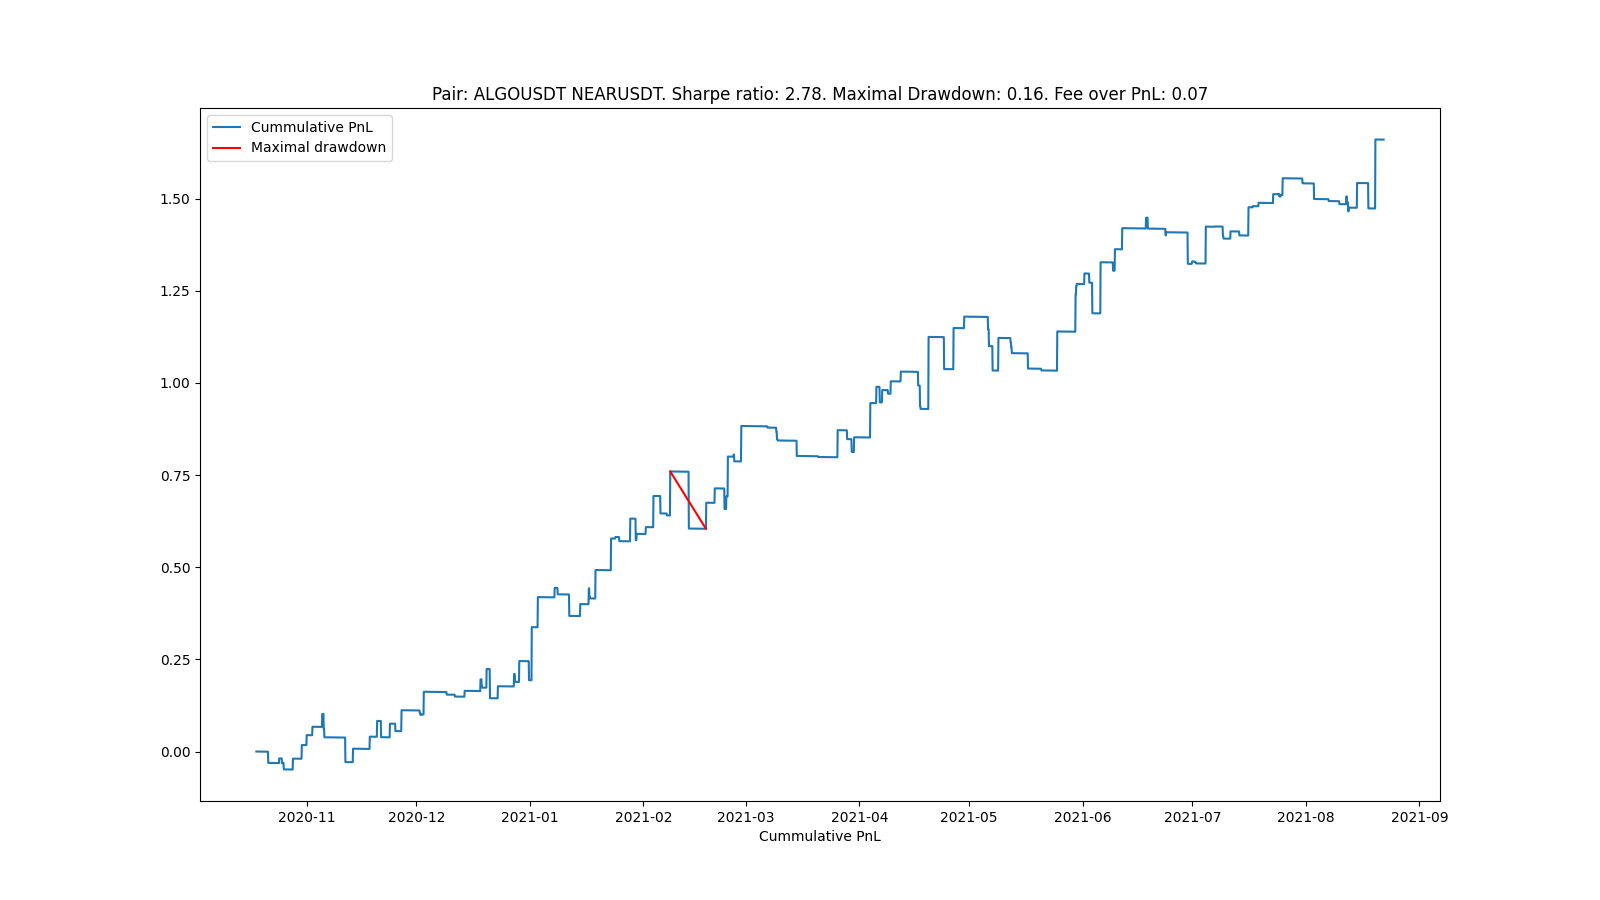 Pair: ALGOUSDT NEARUSDT. Sharpe ratio: 2.78. Maximal Drawdown: 0.16. Fee over PnL: 0.07
Cummulative PnL
Maximal drawdown
1.50
1.25
1.00
0.75
0.50
0.25
0.00
2020-11 2020-12 2021-01 2021-02 2021-03 2021-04 2021-05 2021-06 2021-07 2021-08 2021-09
Cummulative PnL